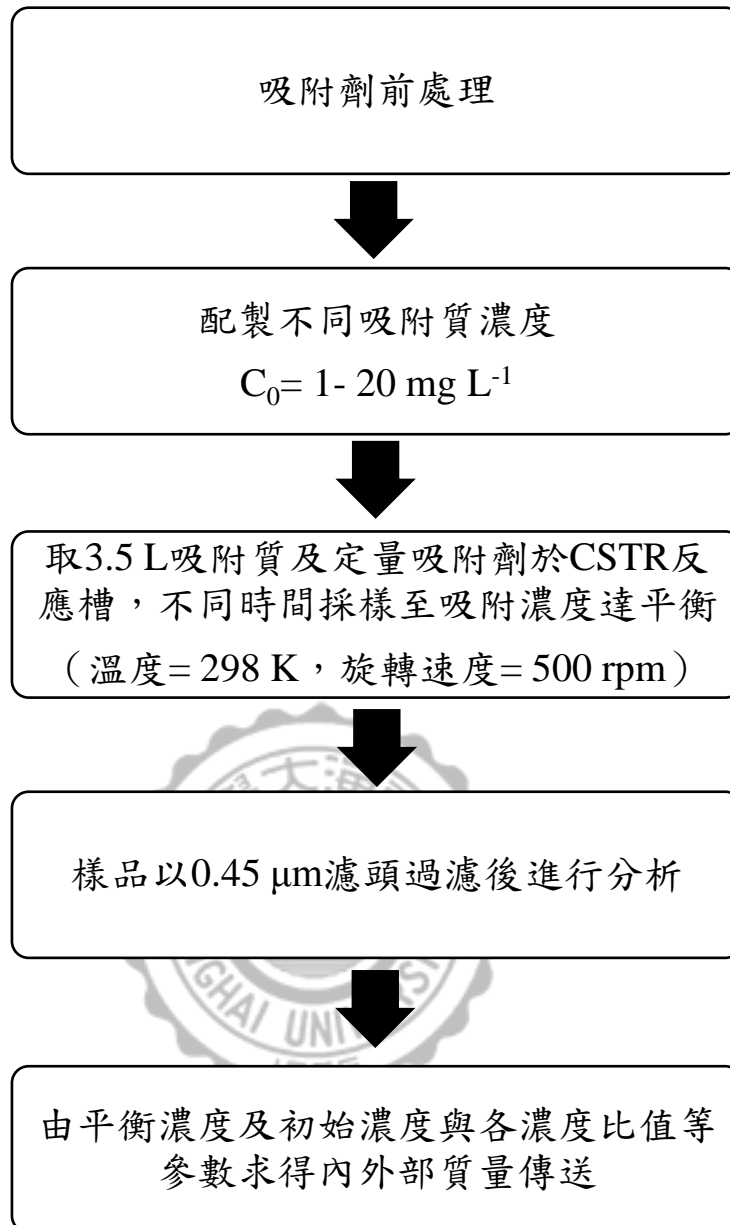 吸附劑前處理
配製不同吸附質濃度
C₀= 1- 20 mg L⁻¹
取3.5 L吸附質及定量吸附劑於CSTR反
應槽，不同時間採樣至吸附濃度達平衡
（溫度= 298 K，旋轉速度= 500 rpm）
樣品以0.45 μm濾頭過濾後進行分析
由平衡濃度及初始濃度與各濃度比值等
參數求得內外部質量傳送